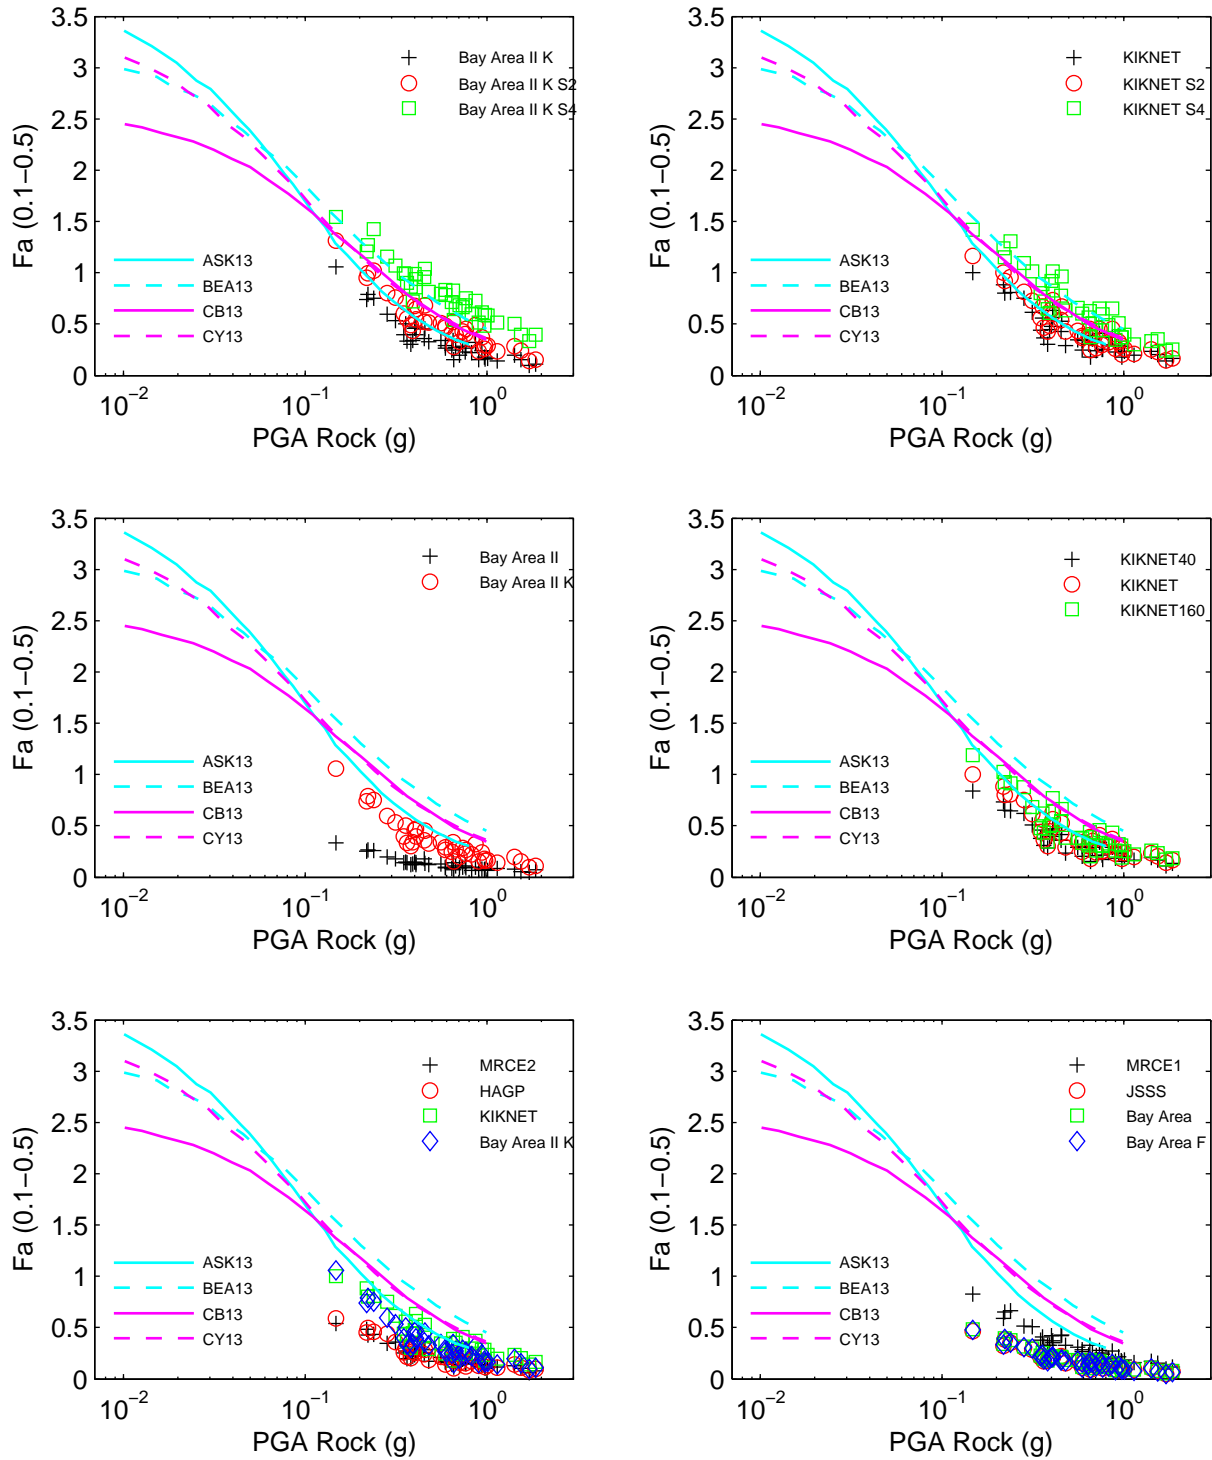 3.5
3
2.5
2
1.5
1
0.5
0
Fa (0.1−0.5)
Bay Area II K
Bay Area II K S2
Bay Area II K S4
ASK13
BEA13
CB13
CY13
10−2
10−1
100
PGA Rock (g)
3.5
3
2.5
2
1.5
1
0.5
0
Fa (0.1−0.5)
KIKNET
KIKNET S2
KIKNET S4
ASK13
BEA13
CB13
CY13
10−2
10−1
100
PGA Rock (g)
3.5
3
2.5
2
1.5
1
0.5
0
Fa (0.1−0.5)
Bay Area II
Bay Area II K
ASK13
BEA13
CB13
CY13
10−2
10−1
100
PGA Rock (g)
3.5
3
2.5
2
1.5
1
0.5
0
Fa (0.1−0.5)
KIKNET40
KIKNET
KIKNET160
ASK13
BEA13
CB13
CY13
10−2
10−1
100
PGA Rock (g)
3.5
3
2.5
2
1.5
1
0.5
0
Fa (0.1−0.5)
MRCE2
HAGP
KIKNET
Bay Area II K
ASK13
BEA13
CB13
CY13
10−2
10−1
100
PGA Rock (g)
3.5
3
2.5
2
1.5
1
0.5
0
Fa (0.1−0.5)
MRCE1
JSSS
Bay Area
Bay Area F
ASK13
BEA13
CB13
CY13
10−2
10−1
100
PGA Rock (g)